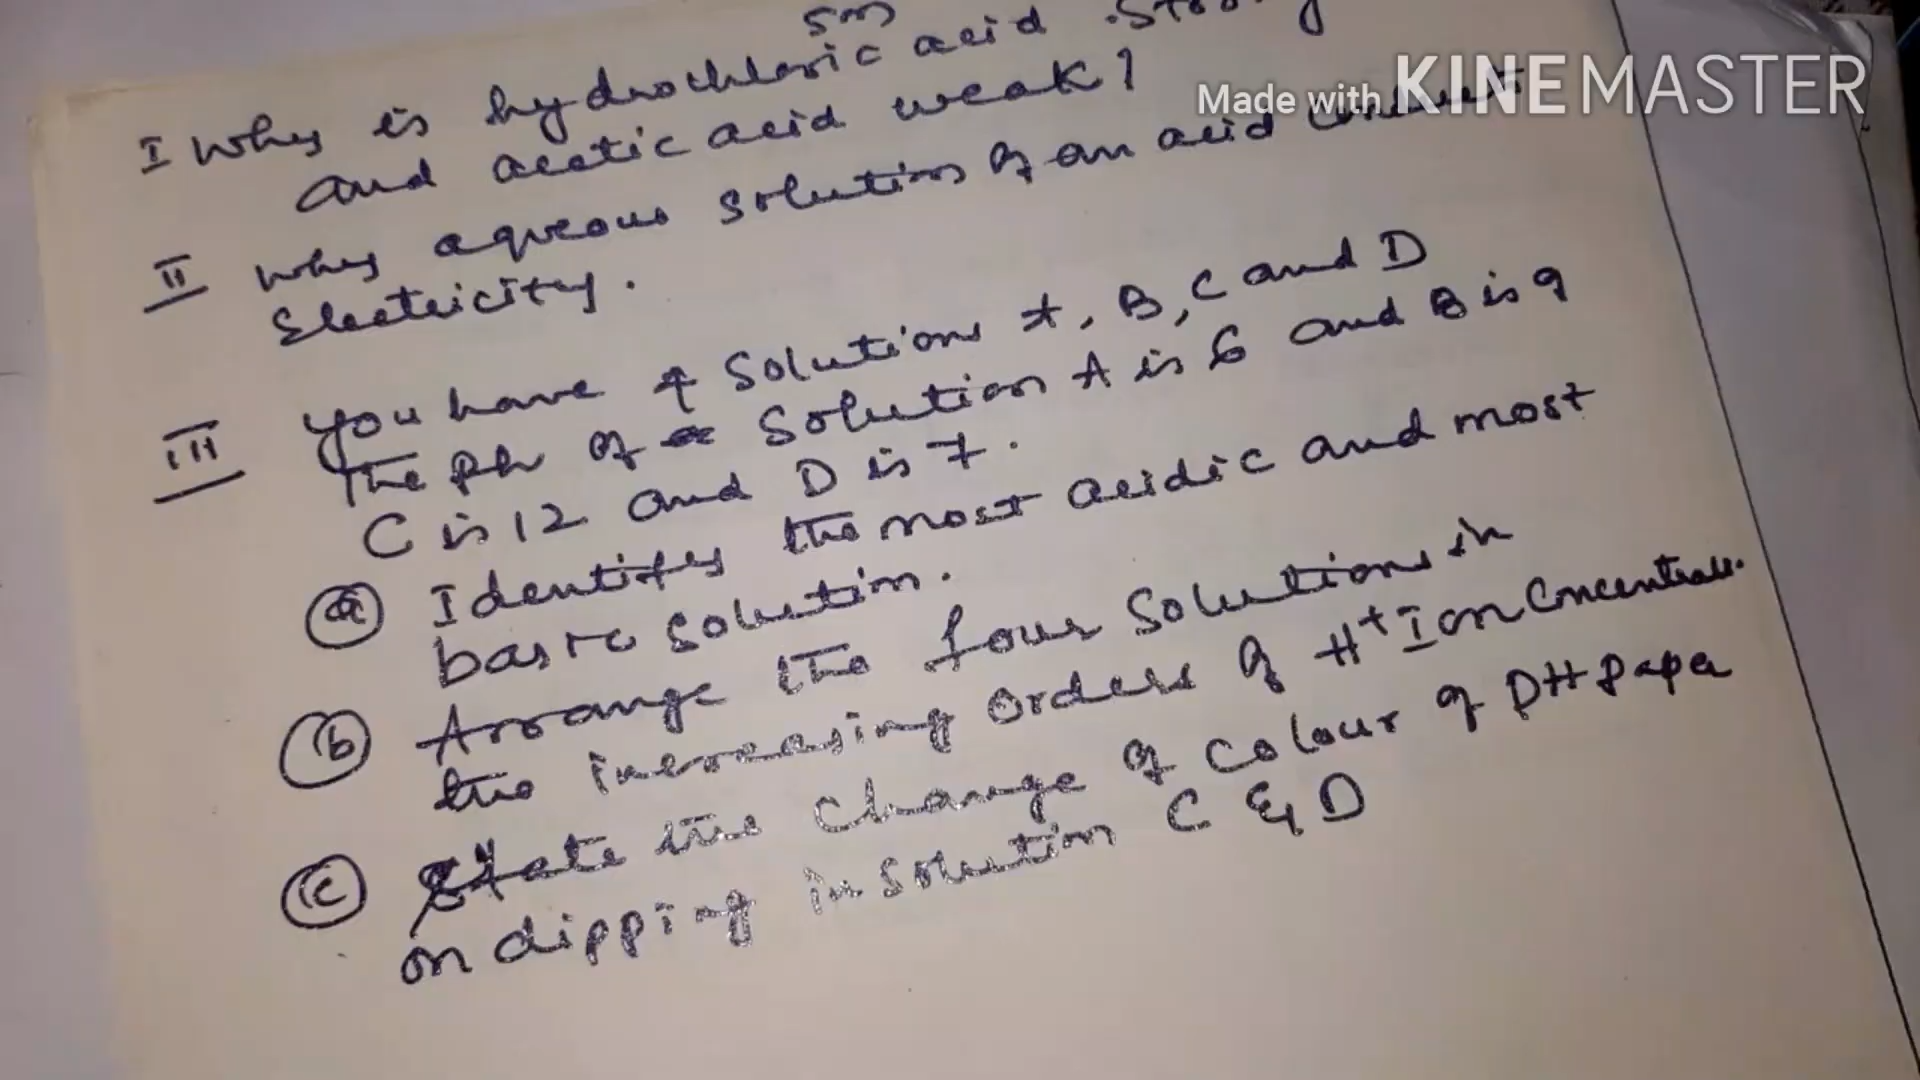 5m
I Why is hydrochloric acid strong
and acetic acid weak?
Made with KINEMASTER
II Why aqueous solution of an acid conduct
Electricity.
III You have 4 Solutions A, B, C and D
The Ph of Solution A is 6 and B is 9
C is 12 and D is 7.
(a) Identify the most acidic and most
basic solution.
(b) Arrange the four Solutions in
the increasing orders of H+ Ion Concentrati.
(c) State the change of colour of PH paper
on dipping in solution C & D